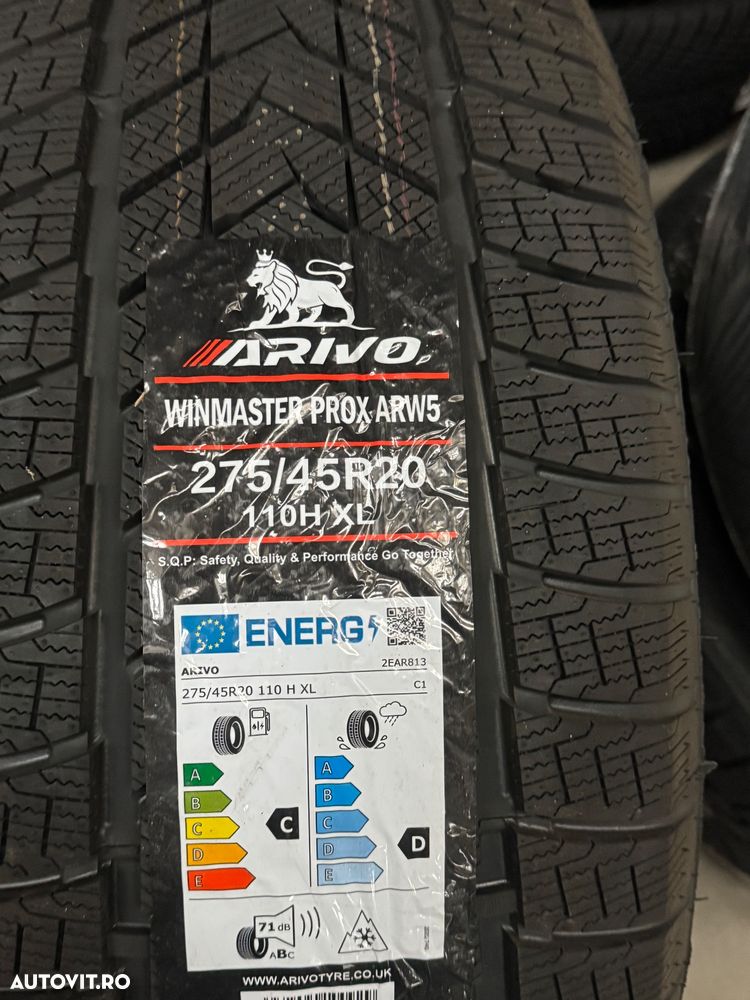 ARIVO
WINMASTER PROX ARW5
275/45R20
110H XL
S.Q.P: Safety, Quality & Performance Go Together
ENERG
ARIVO 2EAR813
275/45R20 110 H XL C1
A A
B B
C C C
D D D
E E
71 dB
ABC
WWW.ARIVOTYRE.CO.UK
AUTOVIT.RO